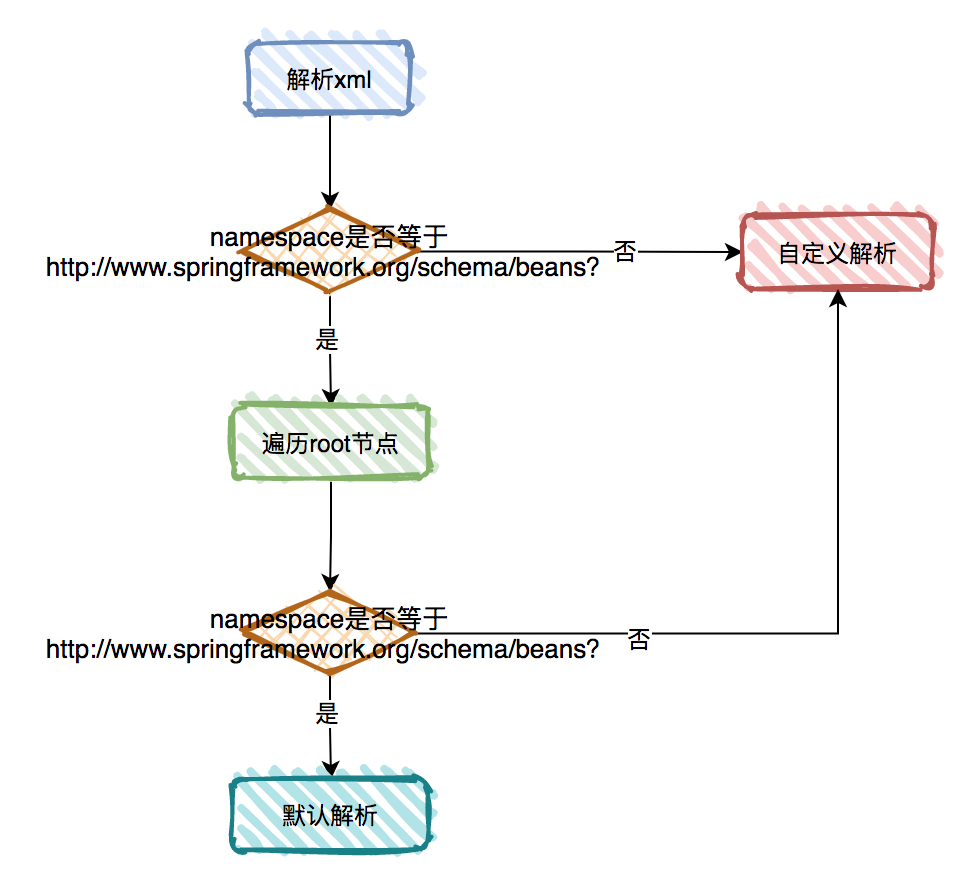 解析xml
namespace是否等于
http://www.springframework.org/schema/beans?
否
自定义解析
是
遍历root节点
namespace是否等于
http://www.springframework.org/schema/beans?
否
是
默认解析